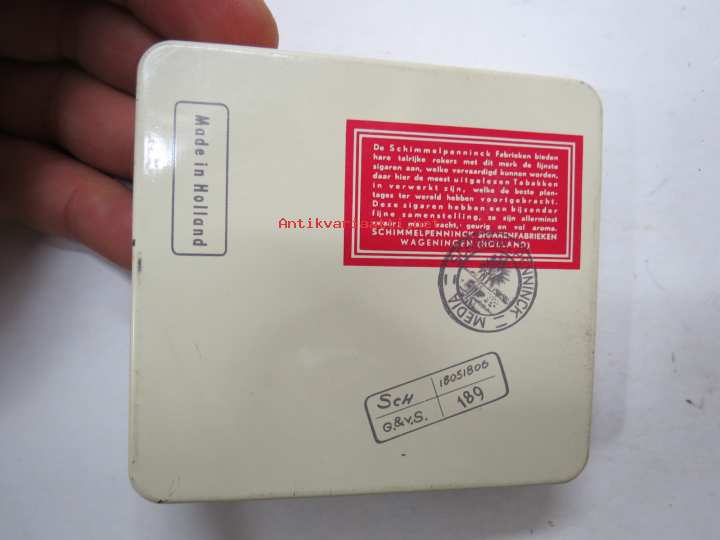 Made in Holland
De Schimmelpenninck Fabrieken bieden
hare talrijke rokers met dit merk de fijnste
sigaren aan, welke vervaardigd kunnen worden,
daar hier de meest uitgelezen Tabakken
in verwerkt zijn, welke de beste plan-
tages ter wereld hebben voortgebracht.
Deze sigaren hebben een bijzonder
fijne samenstelling, zo zijn allerminst
zwaar, maar zacht, geurig en vol aroma.
SCHIMMELPENNINCK SIGARENFABRIEKEN
WAGENINGEN (HOLLAND)
MEDIA
SCH 18051806
G.&V.S. 189